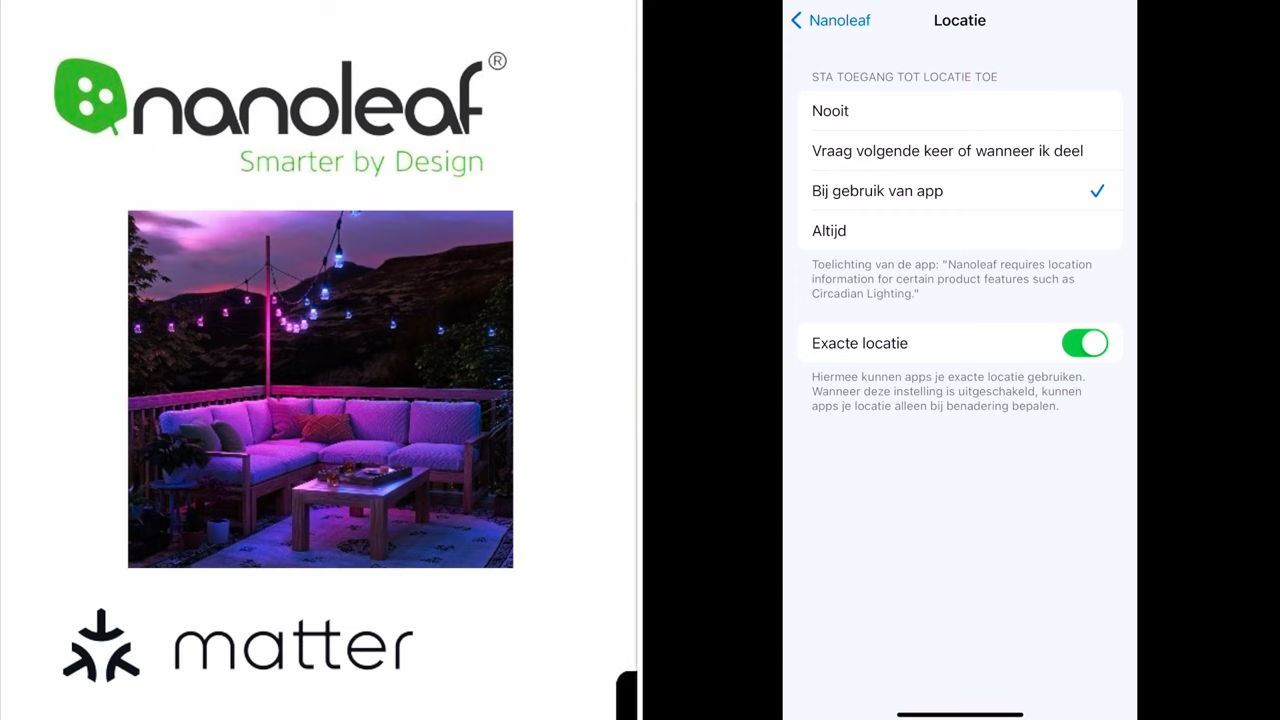 nanoleaf®
Smarter by Design
matter
Nanoleaf
Locatie
STA TOEGANG TOT LOCATIE TOE
Nooit
Vraag volgende keer of wanneer ik deel
Bij gebruik van app
Altijd
Toelichting van de app: "Nanoleaf requires location
information for certain product features such as
Circadian Lighting."
Exacte locatie
Hiermee kunnen apps je exacte locatie gebruiken.
Wanneer deze instelling is uitgeschakeld, kunnen
apps je locatie alleen bij benadering bepalen.